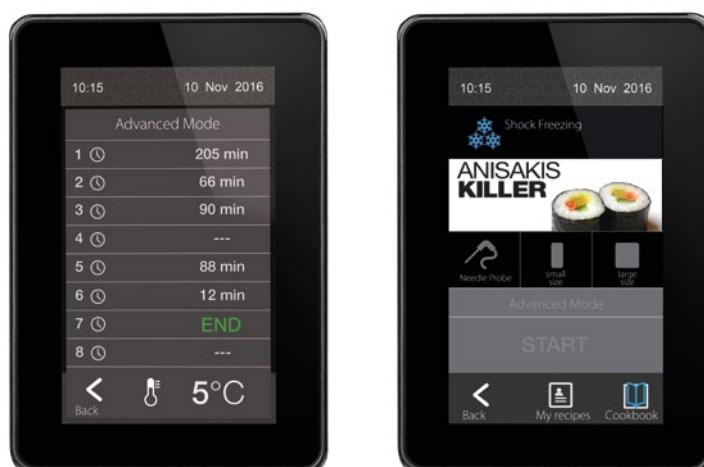 10:15 10 Nov 2016
Advanced Mode
1 205 min
2 66 min
3 90 min
4 ---
5 88 min
6 12 min
7 END
8 ---
Back 5°C
10:15 10 Nov 2016
Shock Freezing
ANISAKIS
KILLER
Needle Probe small size large size
Advanced Mode
START
Back My recipes Cookbook